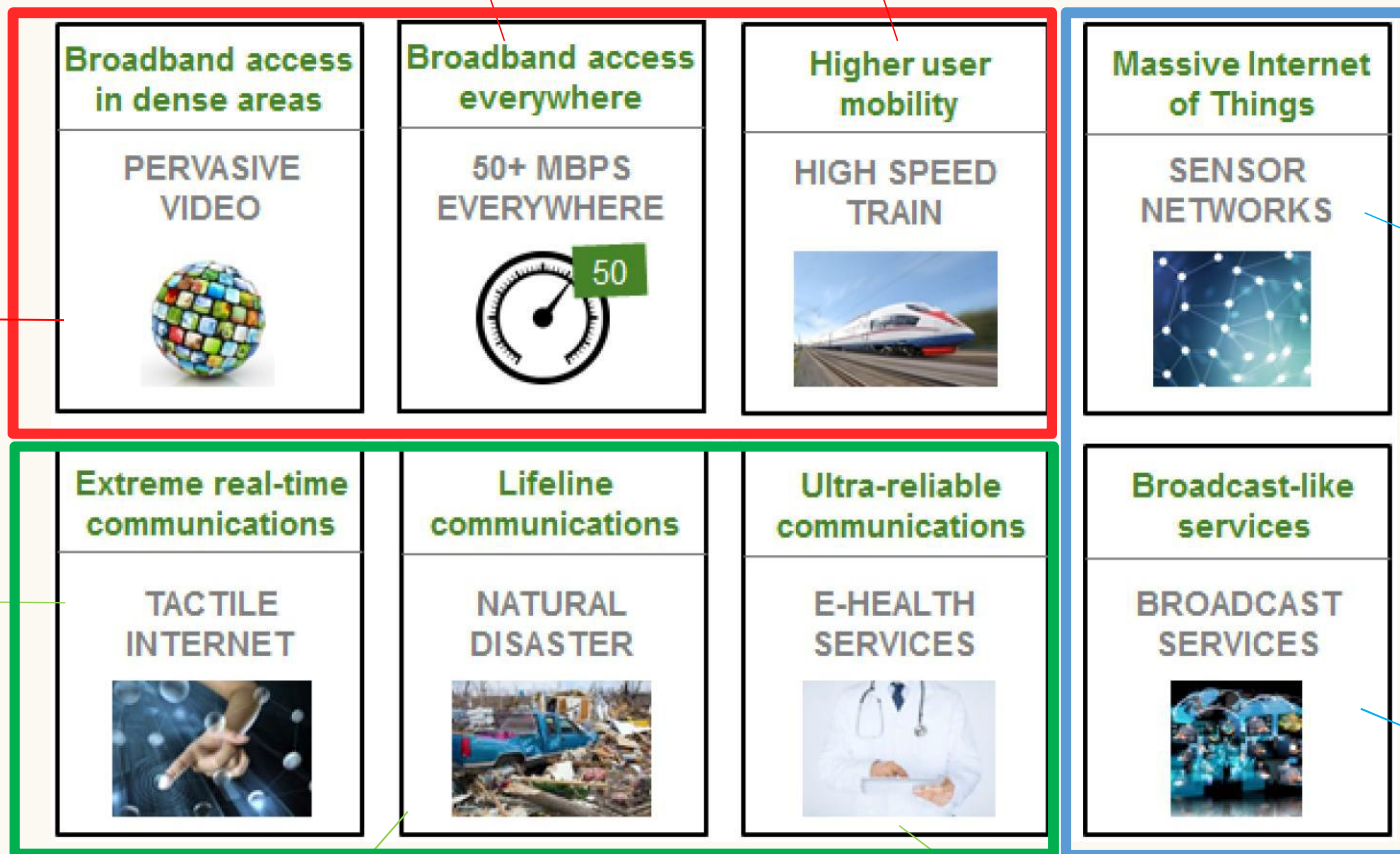 Broadband access
in dense areas
PERVASIVE
VIDEO
Broadband access
everywhere
50+ MBPS
EVERYWHERE
50
Higher user
mobility
HIGH SPEED
TRAIN
Massive Internet
of Things
SENSOR
NETWORKS
Extreme real-time
communications
TACTILE
INTERNET
Lifeline
communications
NATURAL
DISASTER
Ultra-reliable
communications
E-HEALTH
SERVICES
Broadcast-like
services
BROADCAST
SERVICES